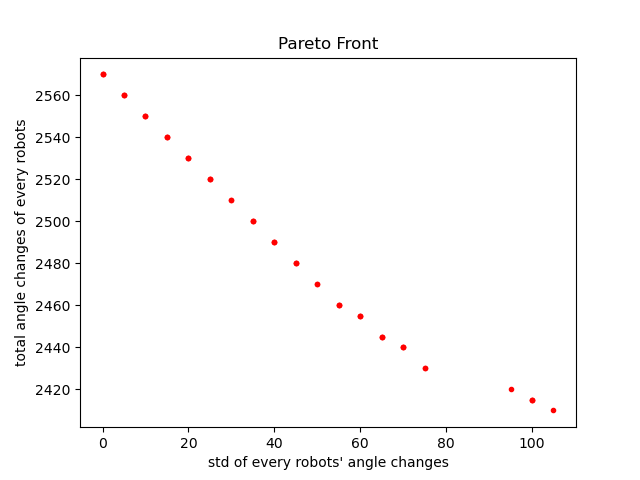 Pareto Front
total angle changes of every robots
2560
2540
2520
2500
2480
2460
2440
2420
0 20 40 60 80 100
std of every robots' angle changes